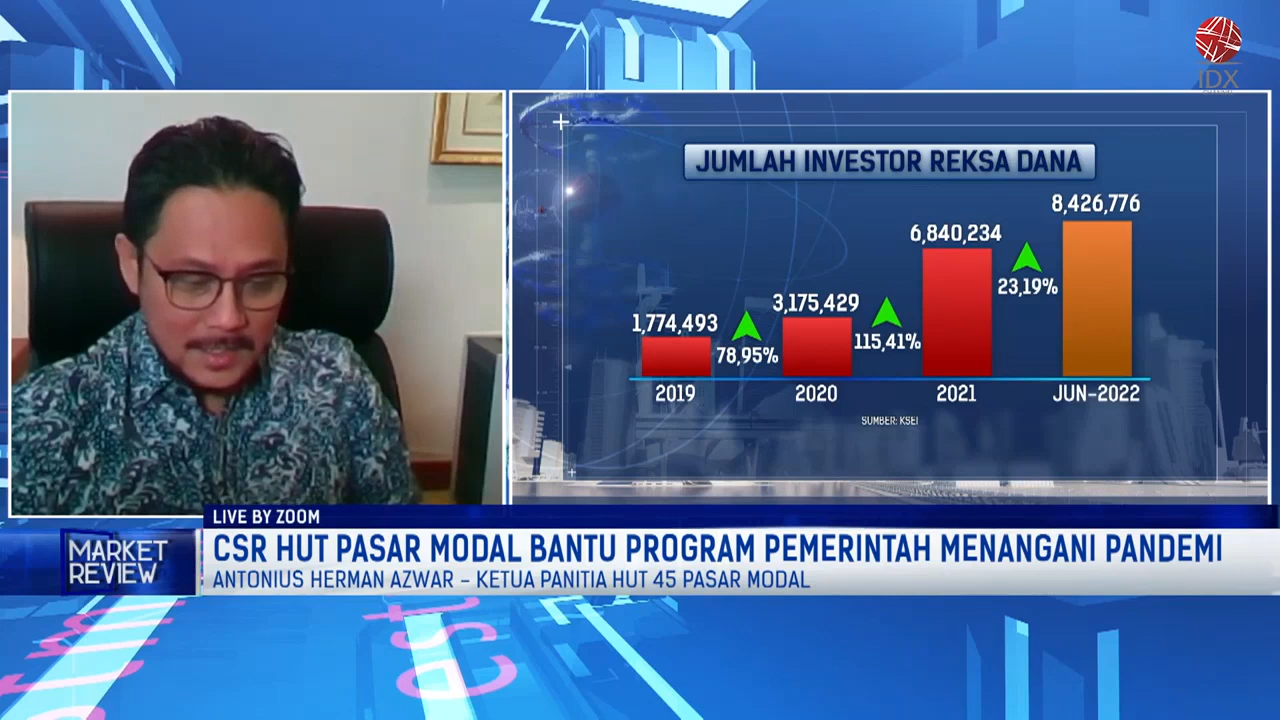 IDX
JUMLAH INVESTOR REKSA DANA
8,426,776
6,840,234
23,19%
3,175,429
1,774,493
115,41%
78,95%
2019
2020
2021
JUN-2022
SUMBER: KSEI
LIVE BY ZOOM
MARKET
REVIEW
CSR HUT PASAR MODAL BANTU PROGRAM PEMERINTAH MENANGANI PANDEMI
ANTONIUS HERMAN AZWAR – KETUA PANITIA HUT 45 PASAR MODAL